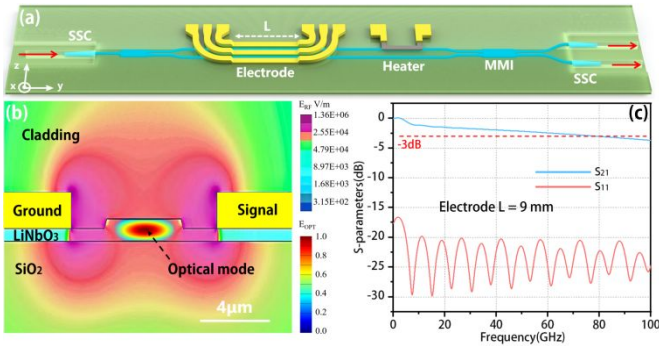 (a)
L
SSC
Electrode
Heater
MMI
SSC
z
x
y
(b)
Cladding
Ground
Signal
LiNbO₃
SiO₂
Optical mode
4μm
E_RF V/m
1.36E+06
2.55E+04
4.79E+04
8.97E+03
1.68E+03
3.15E+02
E_OPT
1.0
0.8
0.6
0.4
0.2
0.0
(c)
S-parameters(dB)
0
-5
-10
-15
-20
-25
-30
-3dB
S₂₁
S₁₁
Electrode L = 9 mm
0
20
40
60
80
100
Frequency(GHz)